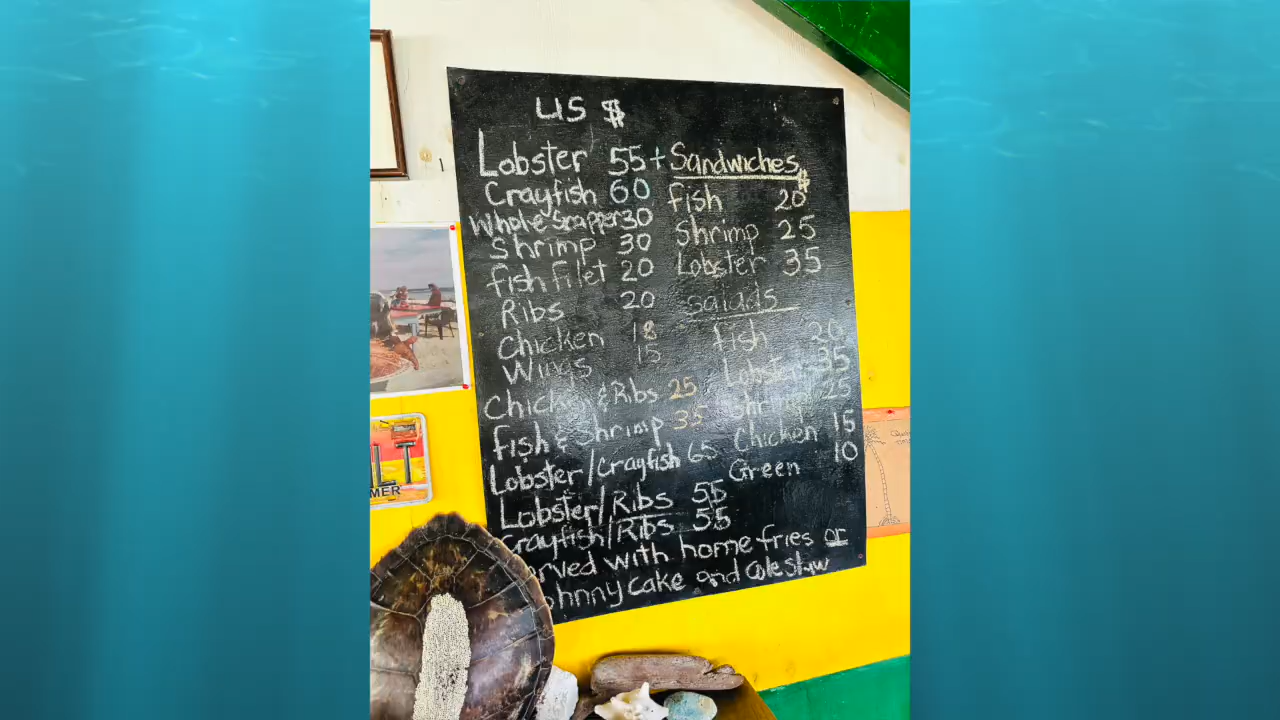 US $
Lobster 55+
Crayfish 60
Whole Snapper 30
Shrimp 30
fish filet 20
Ribs 20
Chicken 18
Wings 15
Chicken & Ribs 25
fish & Shrimp 35
Lobster/Crayfish 65
Lobster/Ribs 55
Crayfish/Ribs 55
erved with home fries or
ohnny cake and cole slaw
Sandwiches $
fish 20
Shrimp 25
Lobster 35
salads
fish 20
Lobster 35
Shrimp 25
Chicken 15
Green 10
MER